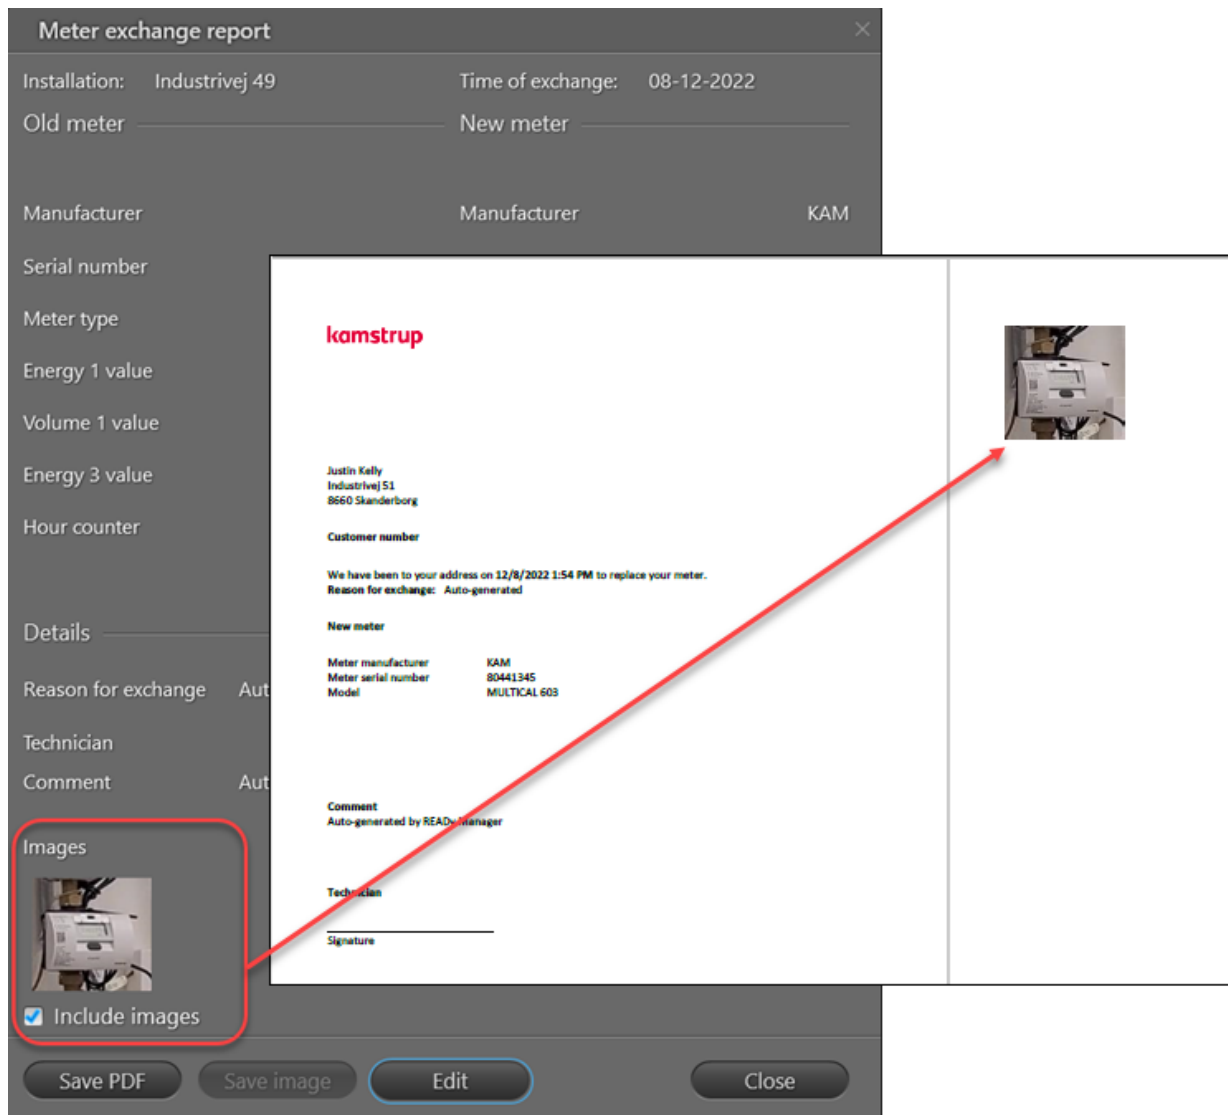 Meter exchange report
Installation: Industrivej 49 Time of exchange: 08-12-2022
Old meter New meter
Manufacturer Manufacturer KAM
Serial number
Meter type
Energy 1 value
Volume 1 value
Energy 3 value
Hour counter
Details
Reason for exchange Aut
Technician
Comment Aut
Images
Include images
Save PDF Save image Edit Close
kamstrup
Justin Kelly
Industrivej 51
8660 Skanderborg
Customer number
We have been to your address on 12/8/2022 1:54 PM to replace your meter.
Reason for exchange: Auto-generated
New meter
Meter manufacturer KAM
Meter serial number 80441345
Model MULTICAL 603
Comment
Auto-generated by READy Manager
Technician
Signature